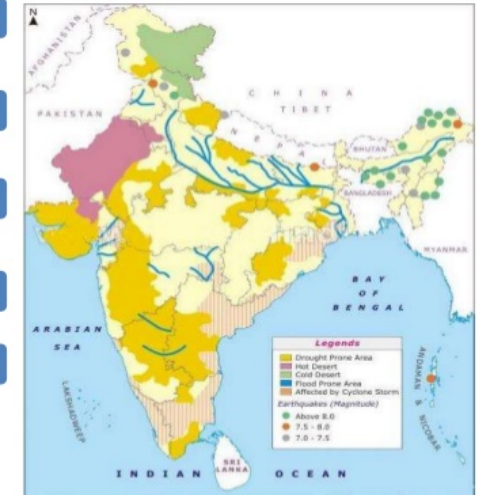 N
AFGHANISTAN
PAKISTAN
CHINA
TIBET
NEPAL
BHUTAN
BANGLADESH
MYANMAR
ARABIAN
SEA
BAY
OF
BENGAL
LAKSHADWEEP
ANDAMAN & NICOBAR
Legends
Drought Prone Area
Hot Desert
Cold Desert
Flood Prone Area
Affected by Cyclone Storm
Earthquakes (Magnitude)
Above 8.0
7.5 - 8.0
7.0 - 7.5
SRI
LANKA
INDIAN OCEAN